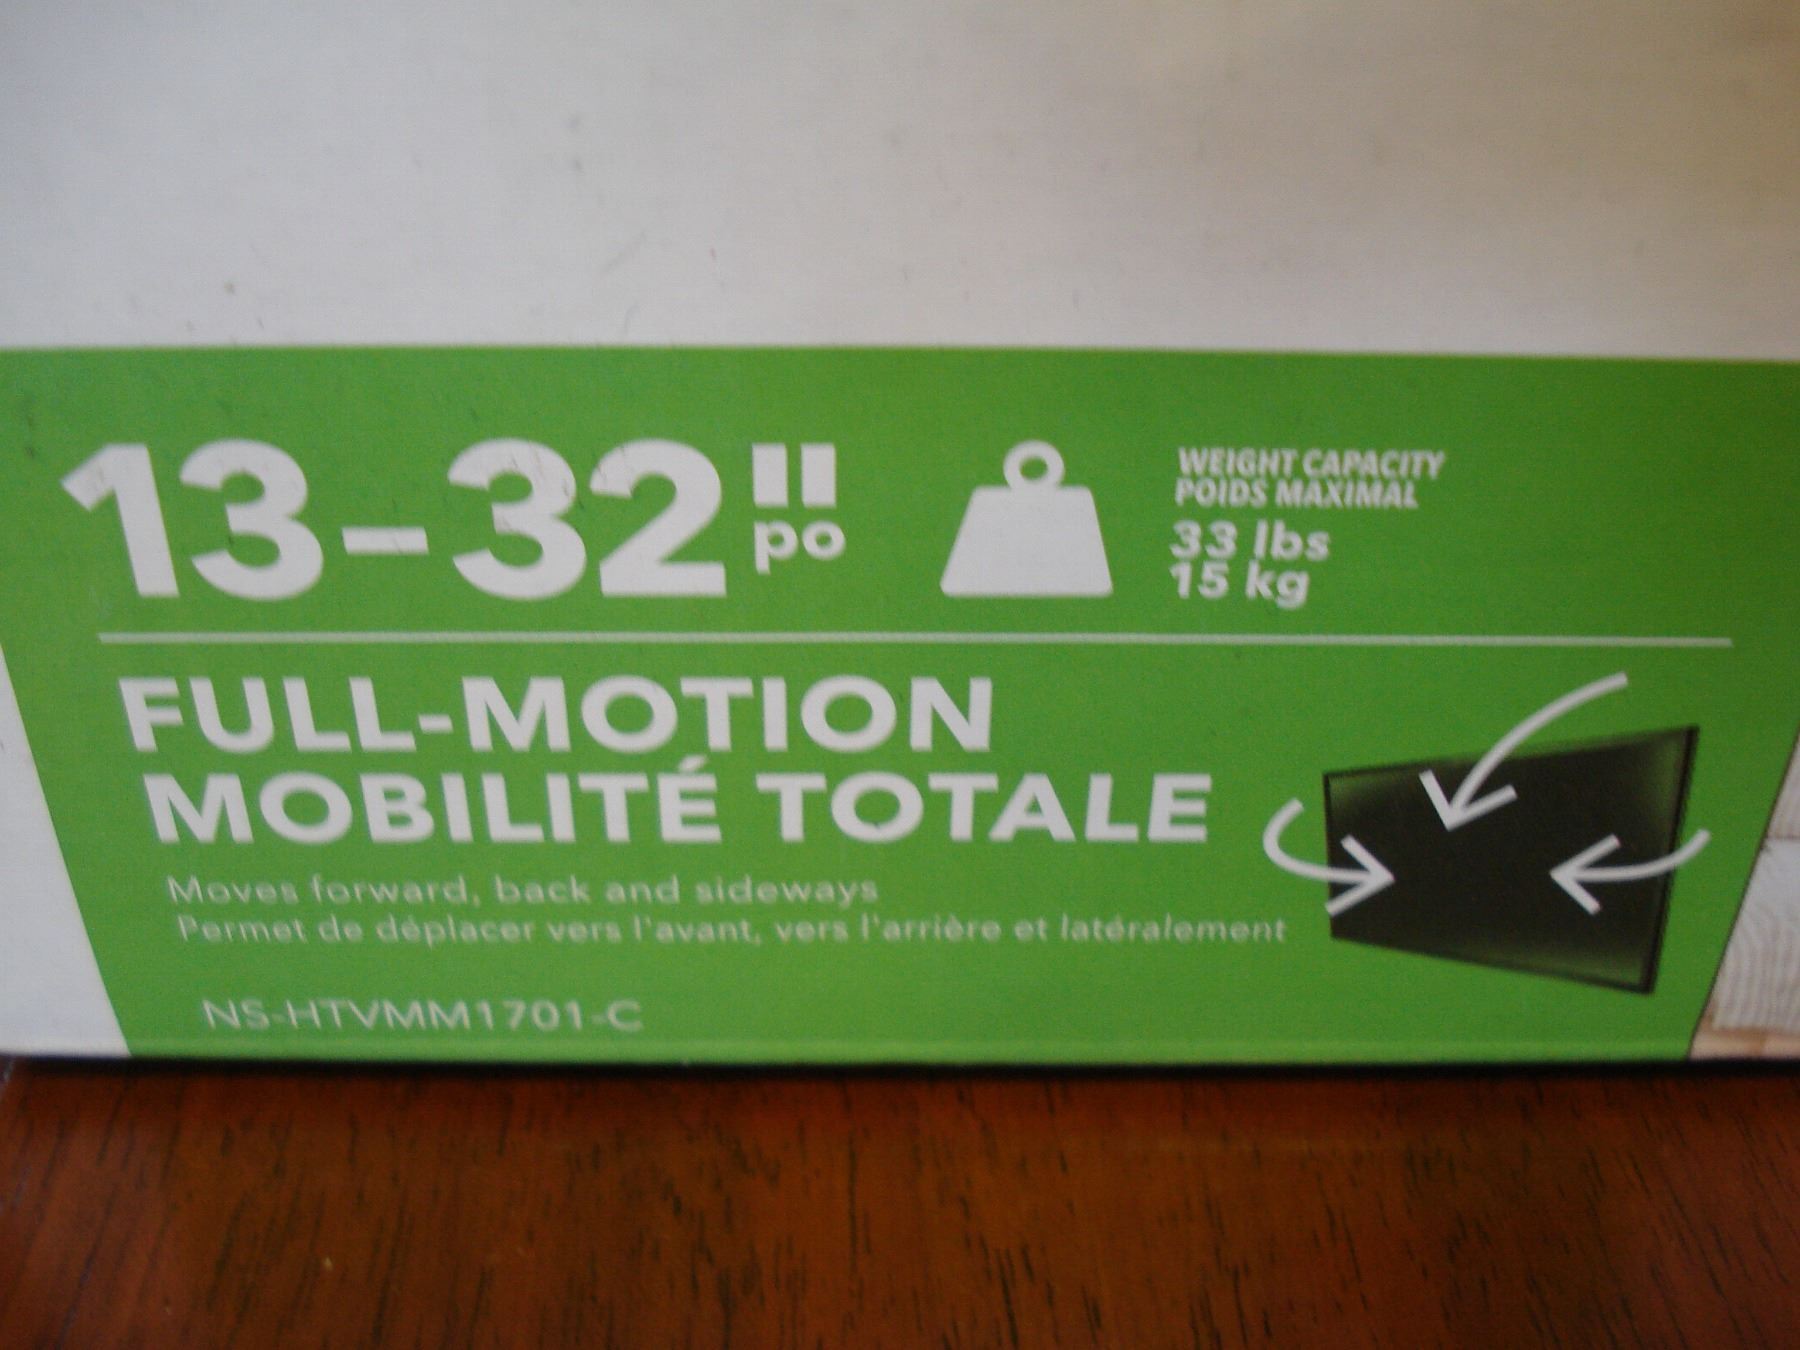 13-32"
po
WEIGHT CAPACITY
POIDS MAXIMAL
33 lbs
15 kg
FULL-MOTION
MOBILITÉ TOTALE
Moves forward, back and sideways
Permet de déplacer vers l'avant, vers l'arrière et latéralement
NS-HTVMM1701-C